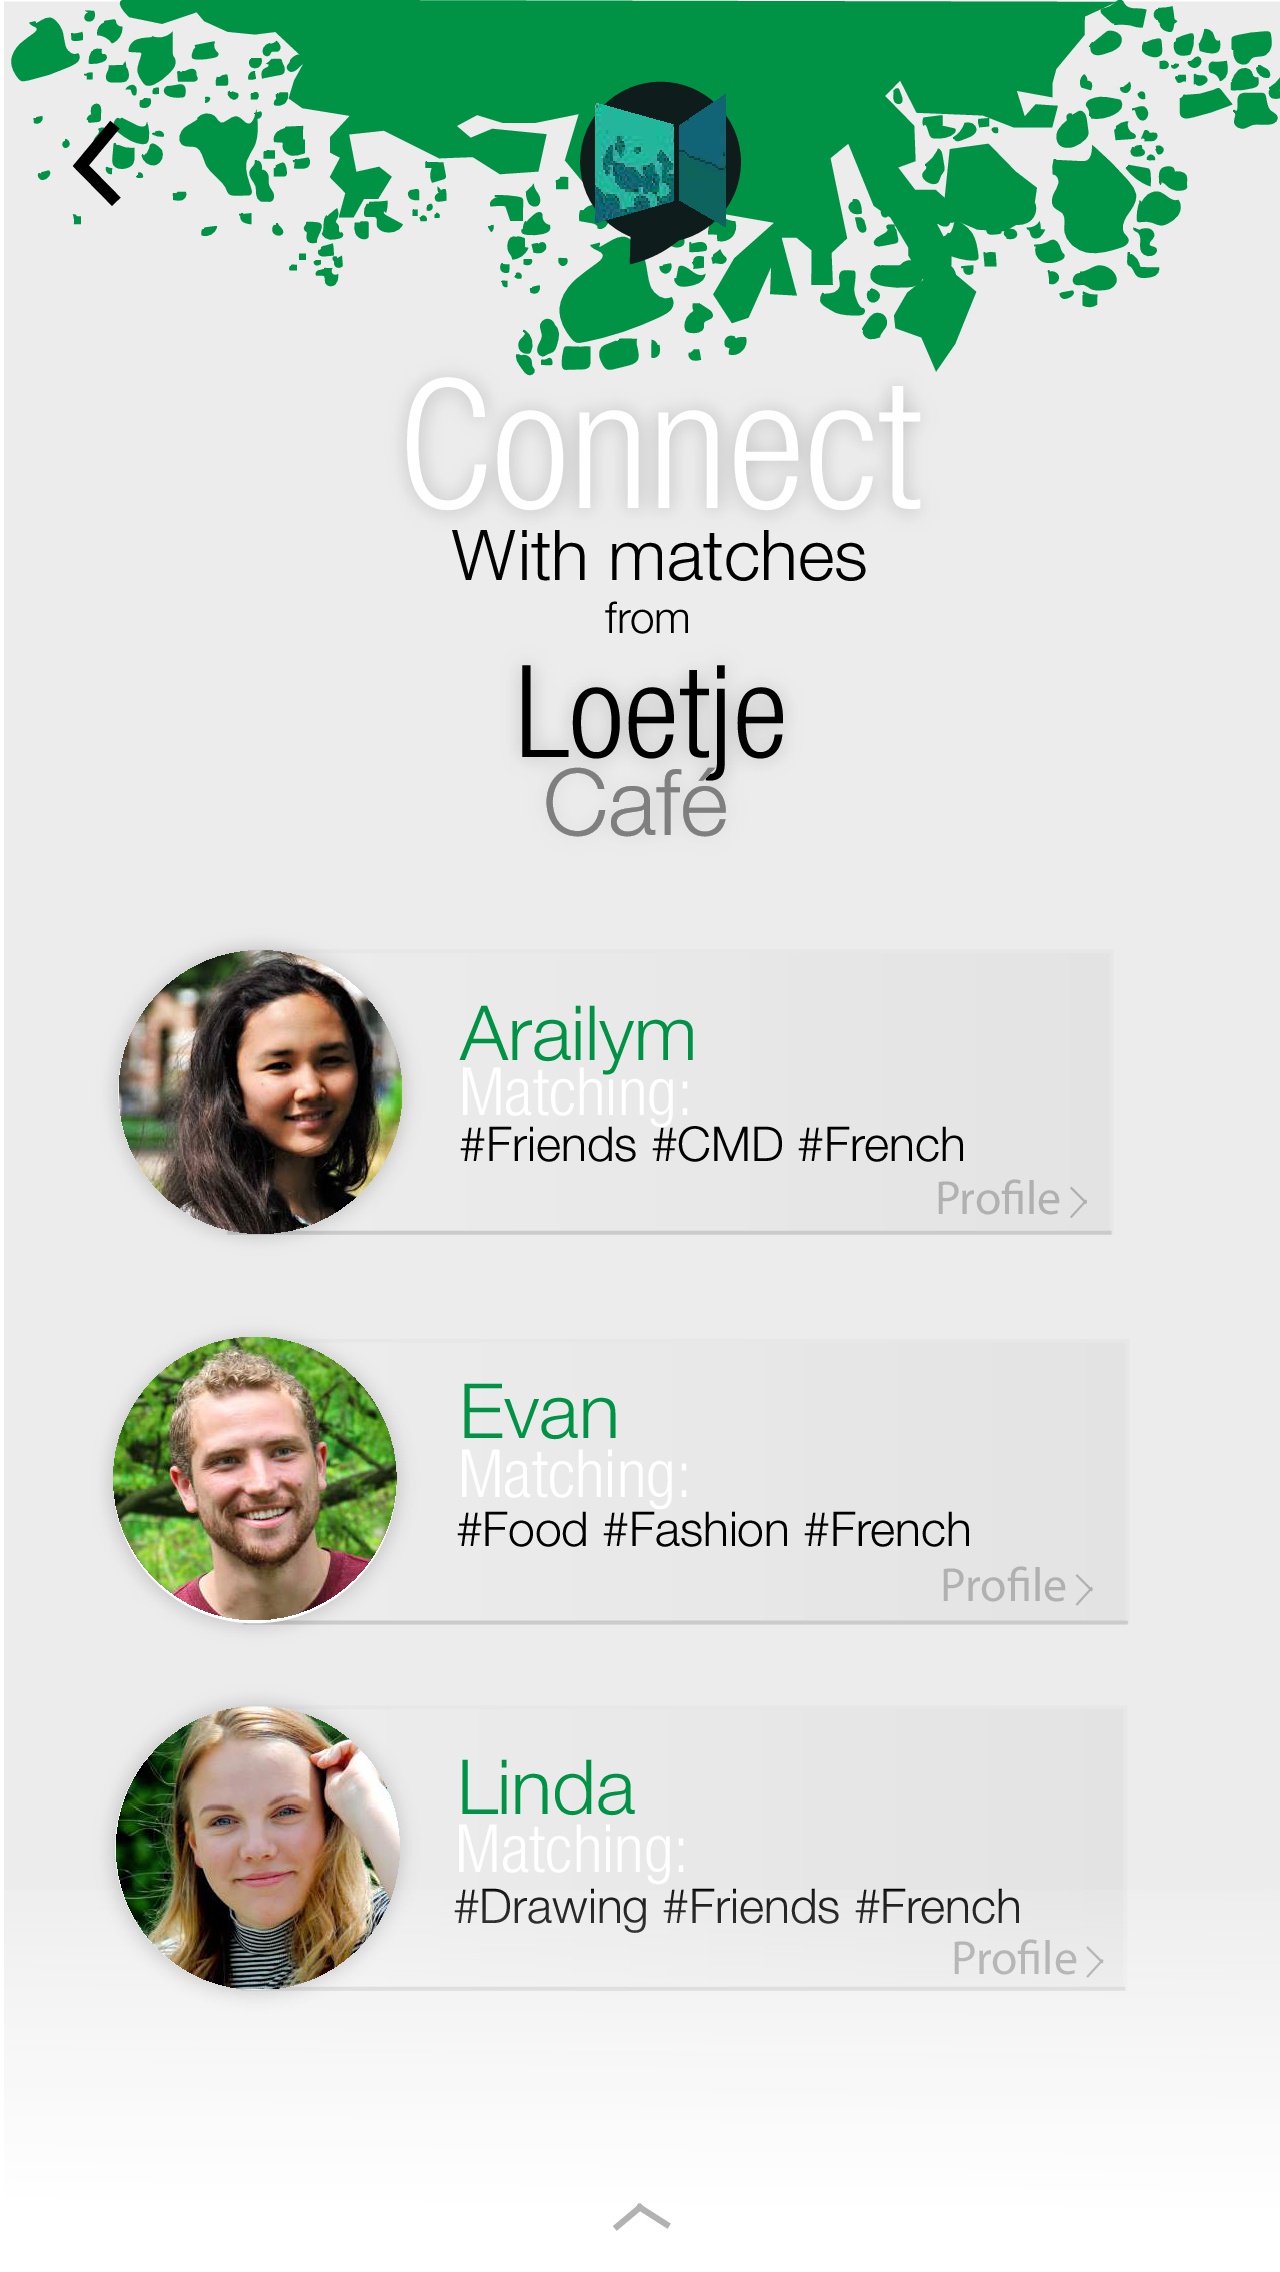 Connect
With matches
from
Loetje
Café
Arailym
Matching:
#Friends #CMD #French
Profile
Evan
Matching:
#Food #Fashion #French
Profile
Linda
Matching:
#Drawing #Friends #French
Profile